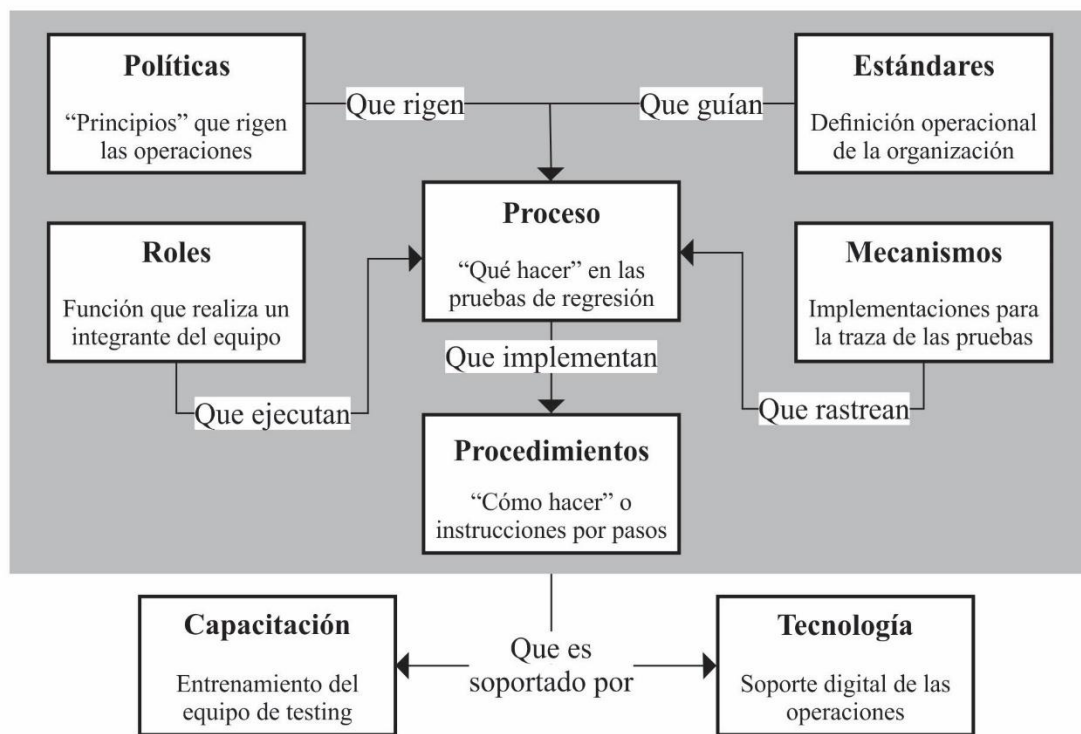 Políticas
“Principios” que rigen
las operaciones
Que rigen
Que guían
Estándares
Definición operacional
de la organización
Proceso
“Qué hacer” en las
pruebas de regresión
Roles
Función que realiza un
integrante del equipo
Mecanismos
Implementaciones para
la traza de las pruebas
Que implementan
Que ejecutan
Que rastrean
Procedimientos
“Cómo hacer” o
instrucciones por pasos
Capacitación
Entrenamiento del
equipo de testing
Que es
soportado por
Tecnología
Soporte digital de las
operaciones